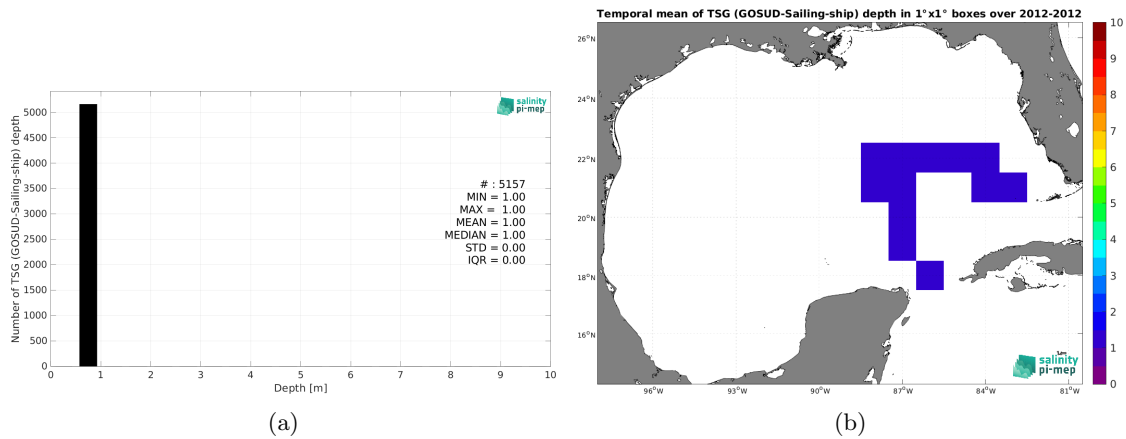 Number of TSG (GOSUD-Sailing-ship) depth
5000
4500
4000
3500
3000
2500
2000
1500
1000
500
0
salinity
pi-mep
# : 5157
MIN = 1.00
MAX = 1.00
MEAN = 1.00
MEDIAN = 1.00
STD = 0.00
IQR = 0.00
0 1 2 3 4 5 6 7 8 9 10
Depth [m]
(a)
Temporal mean of TSG (GOSUD-Sailing-ship) depth in 1°x1° boxes over 2012-2012
26°N
24°N
22°N
20°N
18°N
16°N
96°W 93°W 90°W 87°W 84°W 81°W
salinity
pi-mep
10
9
8
7
6
5
4
3
2
1
0
(b)